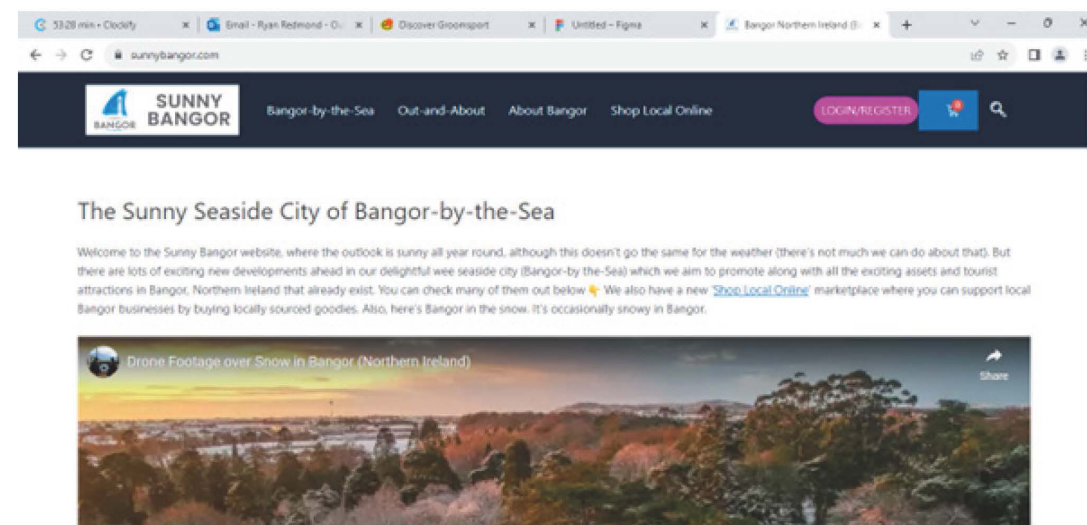 53:28 min • Clockify
Email - Ryan Redmond - Ou
Discover Groomsport
Untitled – Figma
Bangor Northern Ireland (B
sunnybangor.com
BANGOR
SUNNY
BANGOR
Bangor-by-the-Sea Out-and-About About Bangor Shop Local Online
LOGIN/REGISTER
0
The Sunny Seaside City of Bangor-by-the-Sea
Welcome to the Sunny Bangor website, where the outlook is sunny all year round, although this doesn't go the same for the weather (there's not much we can do about that). But
there are lots of exciting new developments ahead in our delightful wee seaside city (Bangor-by the-Sea) which we aim to promote along with all the exciting assets and tourist
attractions in Bangor, Northern Ireland that already exist. You can check many of them out below 👇 We also have a new 'Shop Local Online' marketplace where you can support local
Bangor businesses by buying locally sourced goodies. Also, here's Bangor in the snow. It's occasionally snowy in Bangor.
Drone Footage over Snow in Bangor (Northern Ireland)
Share